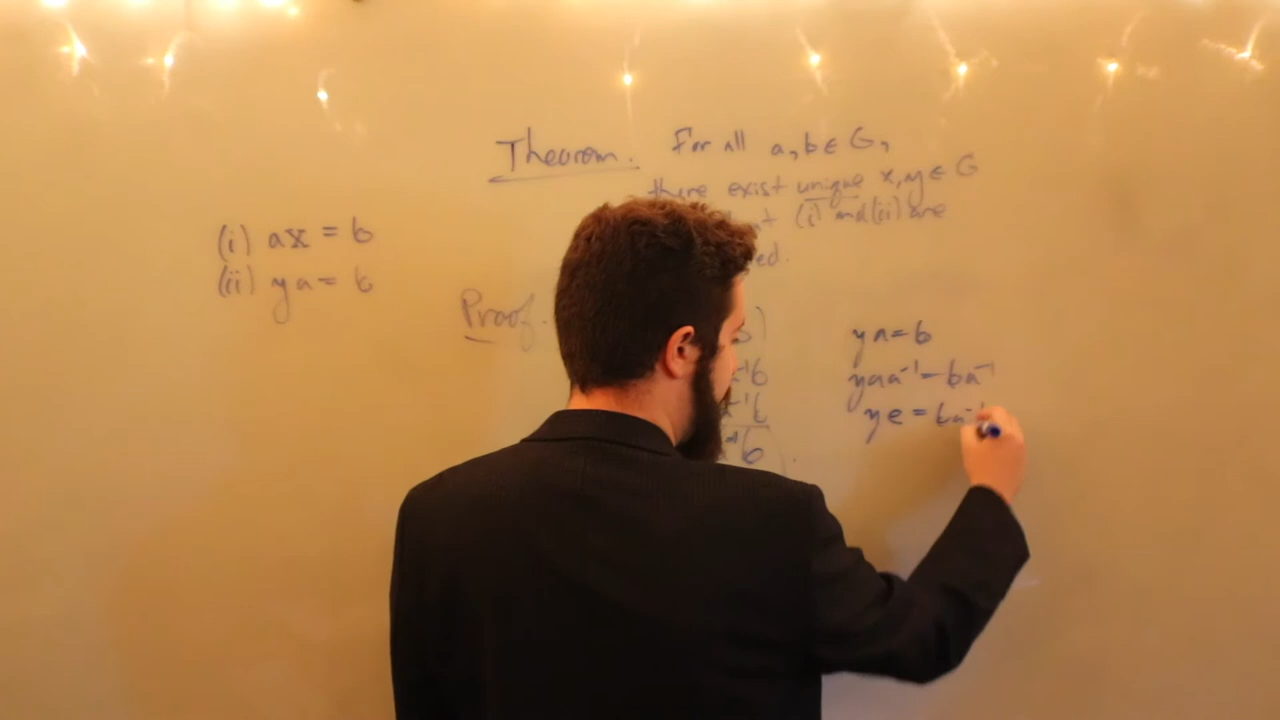 Theorem. For all a, b ∈ G,
there exist unique x, y ∈ G
(i) and (ii) are
(i) ax = b
(ii) ya = b
Proof.
ya = b
yaa⁻¹ = ba⁻¹
ye = ba⁻¹